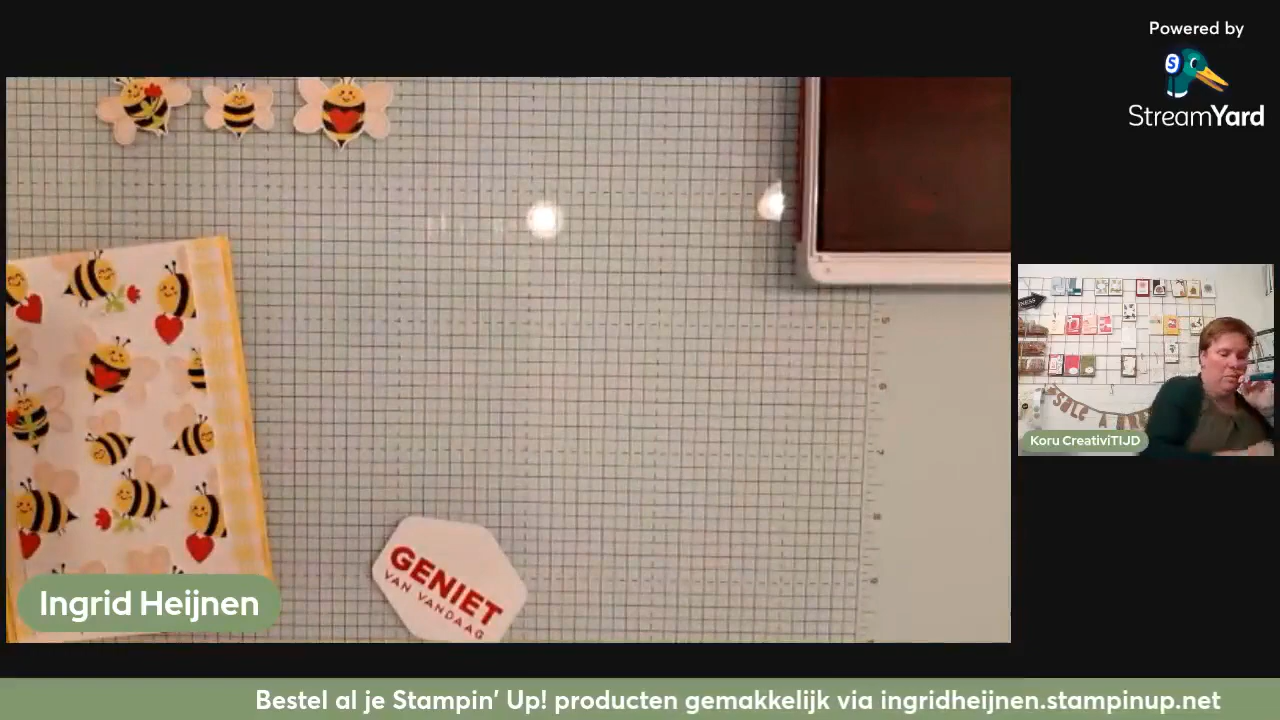 Powered by
StreamYard
GENIET
VAN VANDAAG
Koru CreativiTIJD
Ingrid Heijnen
Bestel al je Stampin' Up! producten gemakkelijk via ingridheijnen.stampinup.net